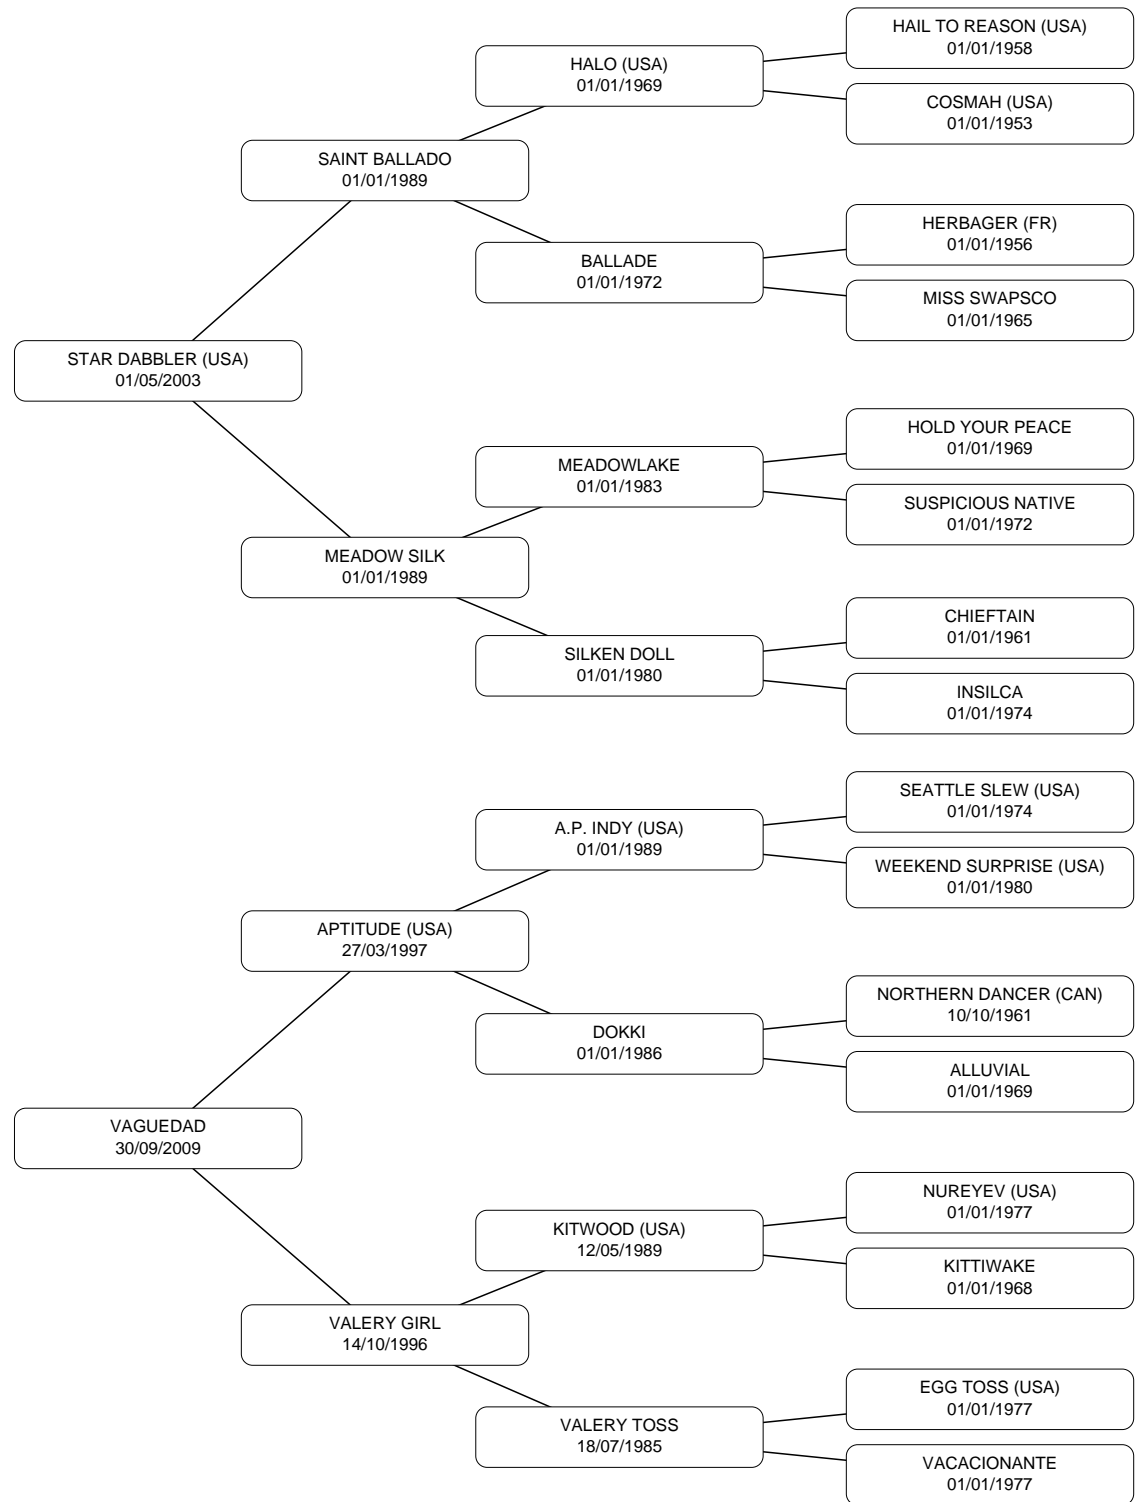 HAIL TO REASON (USA)
01/01/1958
HALO (USA)
01/01/1969
COSMAH (USA)
01/01/1953
SAINT BALLADO
01/01/1989
HERBAGER (FR)
01/01/1956
BALLADE
01/01/1972
MISS SWAPSCO
01/01/1965
STAR DABBLER (USA)
01/05/2003
HOLD YOUR PEACE
01/01/1969
MEADOWLAKE
01/01/1983
SUSPICIOUS NATIVE
01/01/1972
MEADOW SILK
01/01/1989
CHIEFTAIN
01/01/1961
SILKEN DOLL
01/01/1980
INSILCA
01/01/1974
SEATTLE SLEW (USA)
01/01/1974
A.P. INDY (USA)
01/01/1989
WEEKEND SURPRISE (USA)
01/01/1980
APTITUDE (USA)
27/03/1997
NORTHERN DANCER (CAN)
10/10/1961
DOKKI
01/01/1986
ALLUVIAL
01/01/1969
VAGUEDAD
30/09/2009
NUREYEV (USA)
01/01/1977
KITWOOD (USA)
12/05/1989
KITTIWAKE
01/01/1968
VALERY GIRL
14/10/1996
EGG TOSS (USA)
01/01/1977
VALERY TOSS
18/07/1985
VACACIONANTE
01/01/1977